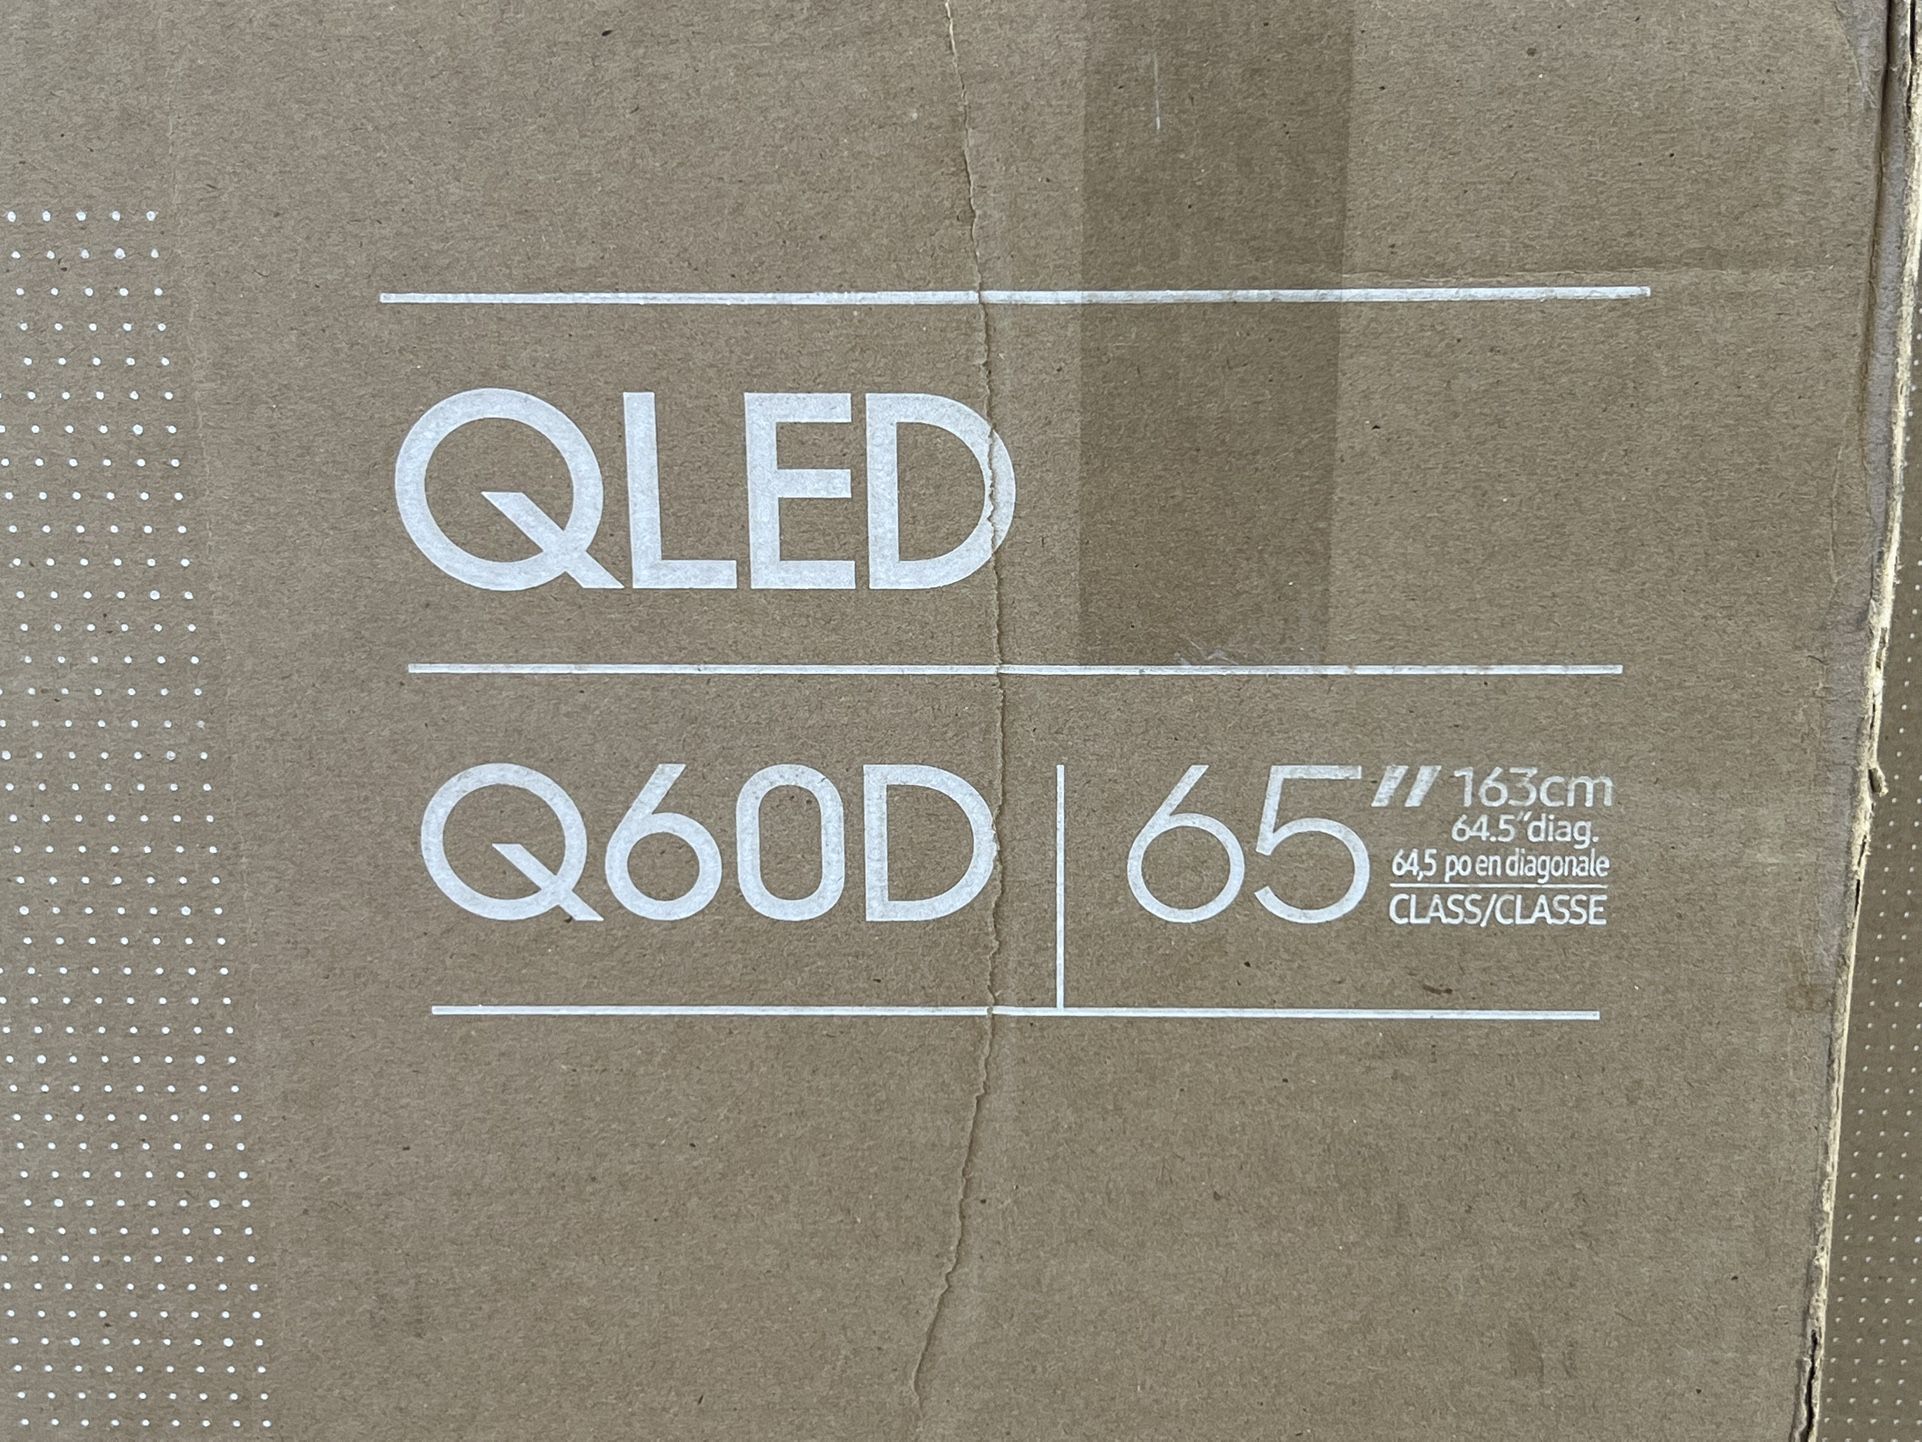 QLED
Q60D 65" 163cm
64.5"diag.
64,5 po en diagonale
CLASS/CLASSE